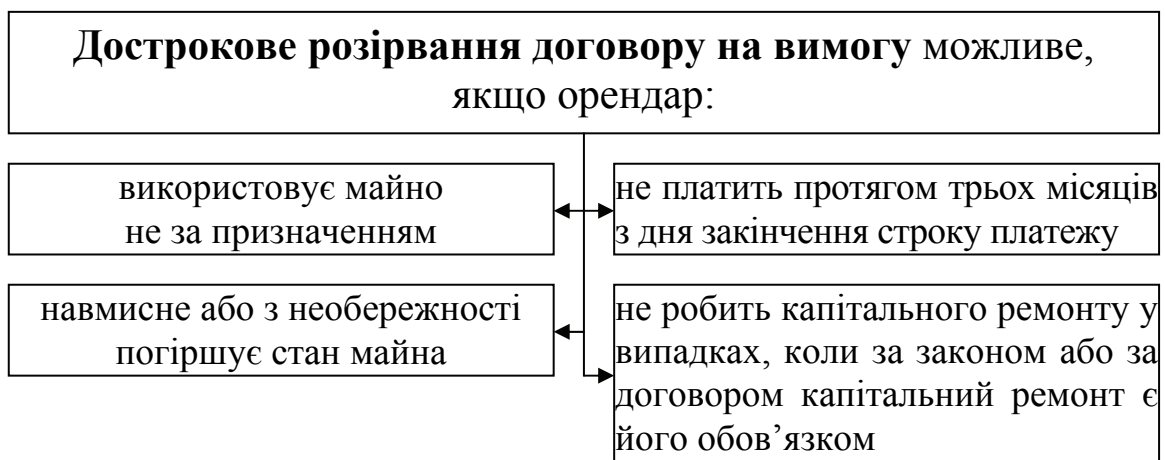 Дострокове розірвання договору на вимогу можливе,
якщо орендар:
використовує майно
не за призначенням
не платить протягом трьох місяців
з дня закінчення строку платежу
навмисне або з необережності
погіршує стан майна
не робить капітального ремонту у
випадках, коли за законом або за
договором капітальний ремонт є
його обов’язком